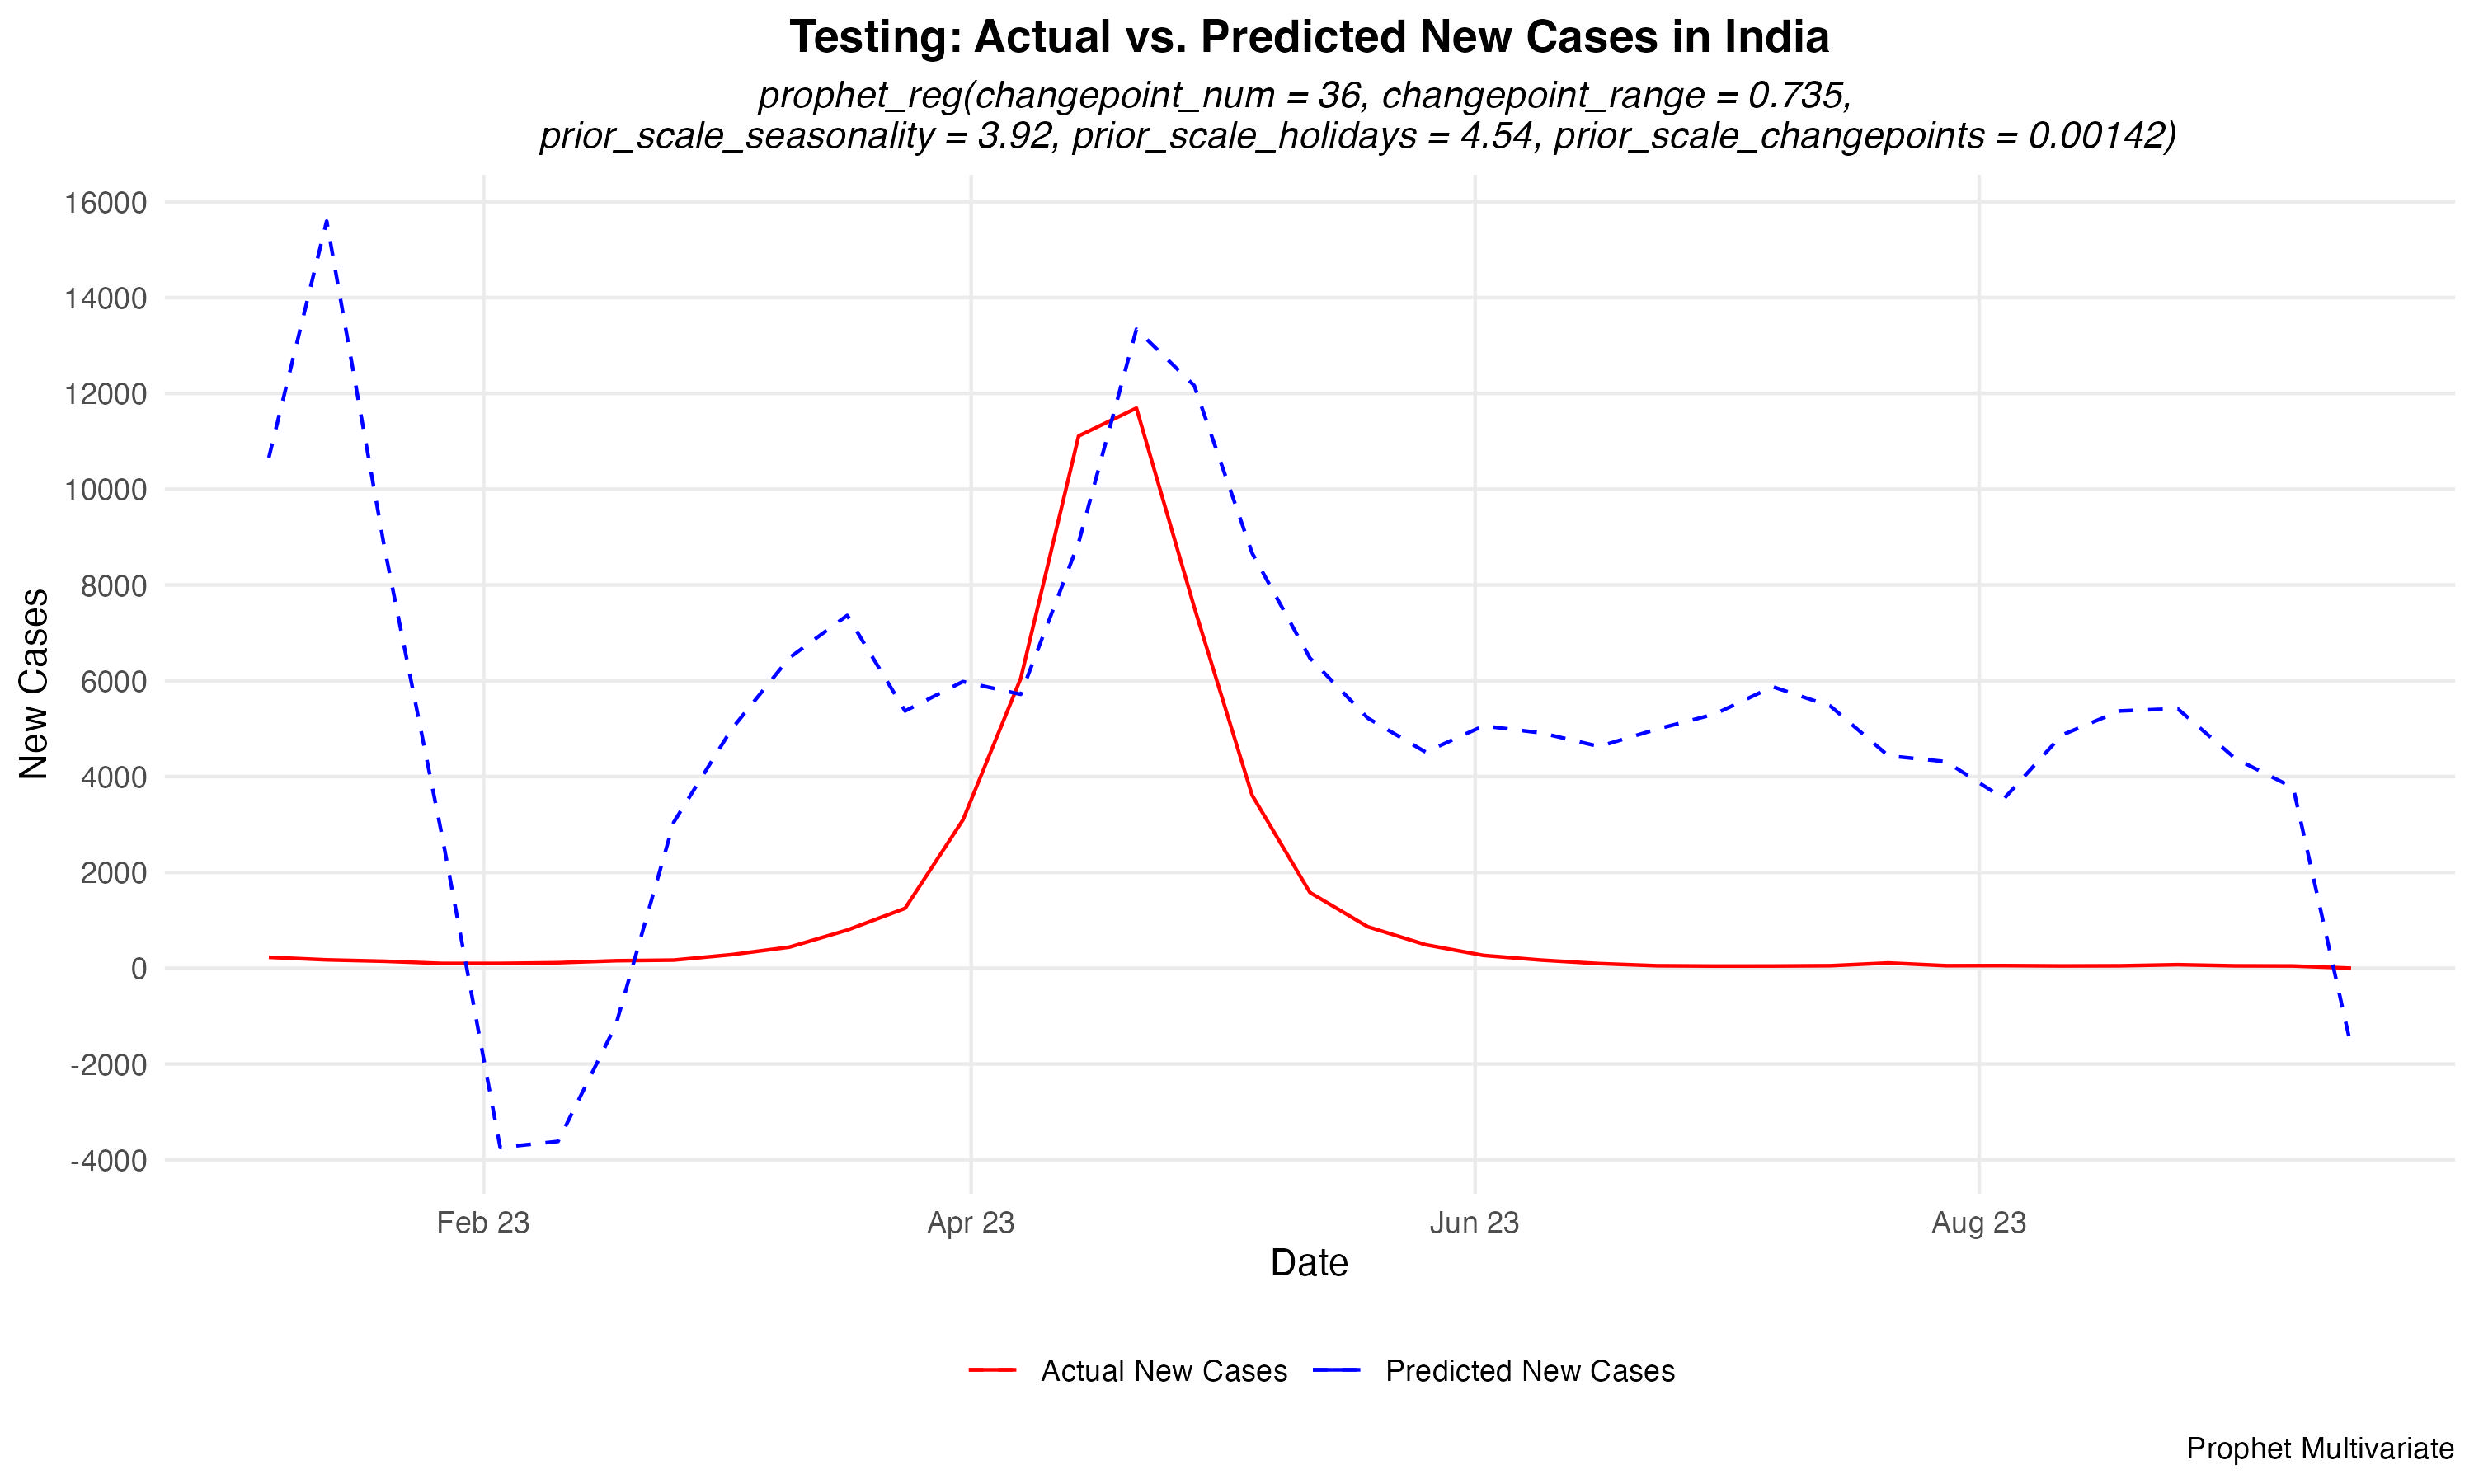 Testing: Actual vs. Predicted New Cases in India
prophet_reg(changepoint_num = 36, changepoint_range = 0.735,
prior_scale_seasonality = 3.92, prior_scale_holidays = 4.54, prior_scale_changepoints = 0.00142)
16000
14000
12000
10000
8000
6000
4000
2000
0
-2000
-4000
New Cases
Feb 23 Apr 23 Jun 23 Aug 23
Date
Actual New Cases Predicted New Cases
Prophet Multivariate